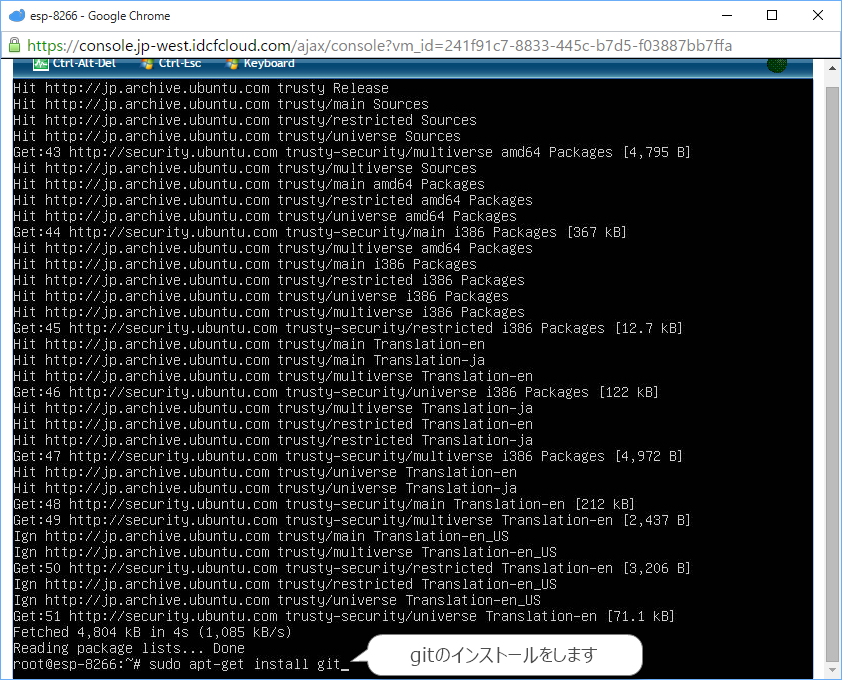 esp-8266 - Google Chrome
https://console.jp-west.idcfcloud.com/ajax/console?vm_id=241f91c7-8833-445c-b7d5-f03887bb7ffa
Ctrl-Alt-Del Ctrl-Esc Keyboard
Hit http://jp.archive.ubuntu.com trusty Release
Hit http://jp.archive.ubuntu.com trusty/main Sources
Hit http://jp.archive.ubuntu.com trusty/restricted Sources
Hit http://jp.archive.ubuntu.com trusty/universe Sources
Get:43 http://security.ubuntu.com trusty-security/multiverse amd64 Packages [4,795 B]
Hit http://jp.archive.ubuntu.com trusty/multiverse Sources
Hit http://jp.archive.ubuntu.com trusty/main amd64 Packages
Hit http://jp.archive.ubuntu.com trusty/restricted amd64 Packages
Hit http://jp.archive.ubuntu.com trusty/universe amd64 Packages
Get:44 http://security.ubuntu.com trusty-security/main i386 Packages [367 kB]
Hit http://jp.archive.ubuntu.com trusty/multiverse amd64 Packages
Hit http://jp.archive.ubuntu.com trusty/main i386 Packages
Hit http://jp.archive.ubuntu.com trusty/restricted i386 Packages
Hit http://jp.archive.ubuntu.com trusty/universe i386 Packages
Hit http://jp.archive.ubuntu.com trusty/multiverse i386 Packages
Get:45 http://security.ubuntu.com trusty-security/restricted i386 Packages [12.7 kB]
Hit http://jp.archive.ubuntu.com trusty/main Translation-en
Hit http://jp.archive.ubuntu.com trusty/main Translation-ja
Hit http://jp.archive.ubuntu.com trusty/multiverse Translation-en
Get:46 http://security.ubuntu.com trusty-security/universe i386 Packages [122 kB]
Hit http://jp.archive.ubuntu.com trusty/multiverse Translation-ja
Hit http://jp.archive.ubuntu.com trusty/restricted Translation-en
Hit http://jp.archive.ubuntu.com trusty/restricted Translation-ja
Get:47 http://security.ubuntu.com trusty-security/multiverse i386 Packages [4,972 B]
Hit http://jp.archive.ubuntu.com trusty/universe Translation-en
Hit http://jp.archive.ubuntu.com trusty/universe Translation-ja
Get:48 http://security.ubuntu.com trusty-security/main Translation-en [212 kB]
Get:49 http://security.ubuntu.com trusty-security/multiverse Translation-en [2,437 B]
Ign http://jp.archive.ubuntu.com trusty/main Translation-en_US
Ign http://jp.archive.ubuntu.com trusty/multiverse Translation-en_US
Get:50 http://security.ubuntu.com trusty-security/restricted Translation-en [3,206 B]
Ign http://jp.archive.ubuntu.com trusty/restricted Translation-en_US
Ign http://jp.archive.ubuntu.com trusty/universe Translation-en_US
Get:51 http://security.ubuntu.com trusty-security/universe Translation-en [71.1 kB]
Fetched 4,804 kB in 4s (1,085 kB/s)
Reading package lists... Done
root@esp-8266:~# sudo apt-get install git_
gitのインストールをします